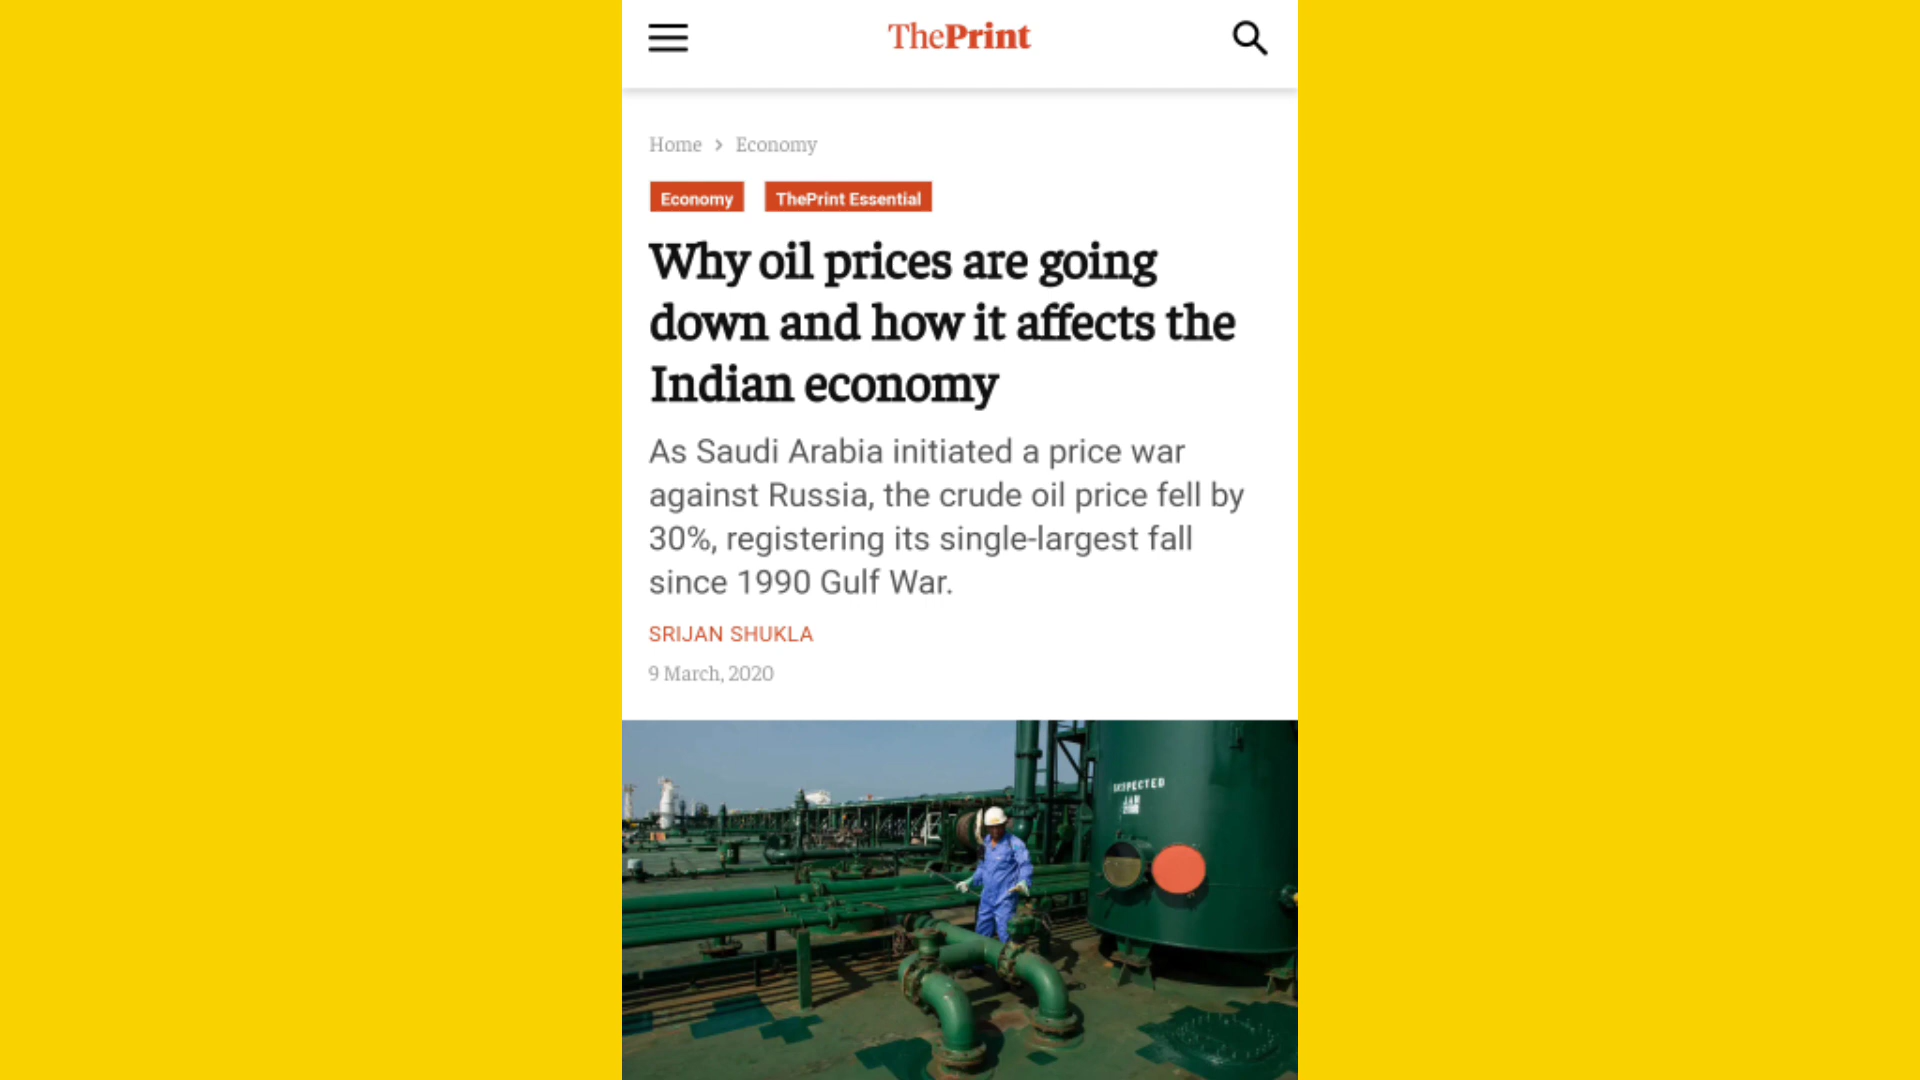 ThePrint
Home > Economy
Economy ThePrint Essential
Why oil prices are going
down and how it affects the
Indian economy
As Saudi Arabia initiated a price war
against Russia, the crude oil price fell by
30%, registering its single-largest fall
since 1990 Gulf War.
SRIJAN SHUKLA
9 March, 2020
INSPECTED
JAN